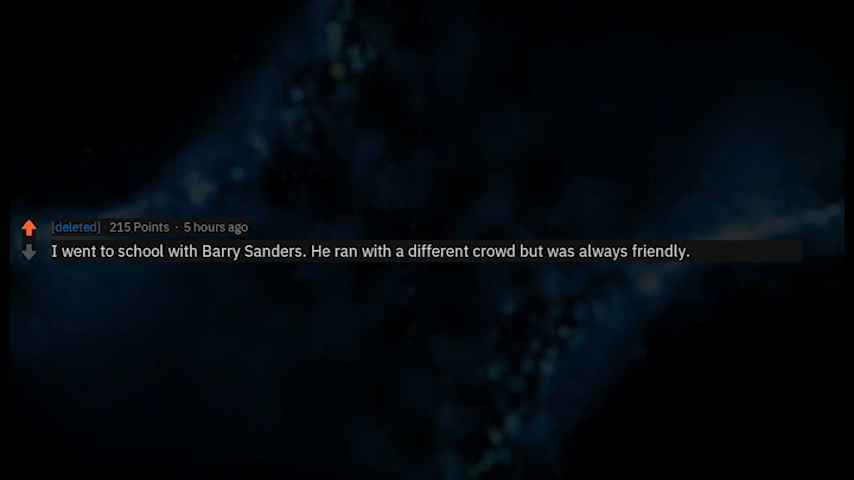 [deleted] 215 Points · 5 hours ago
I went to school with Barry Sanders. He ran with a different crowd but was always friendly.